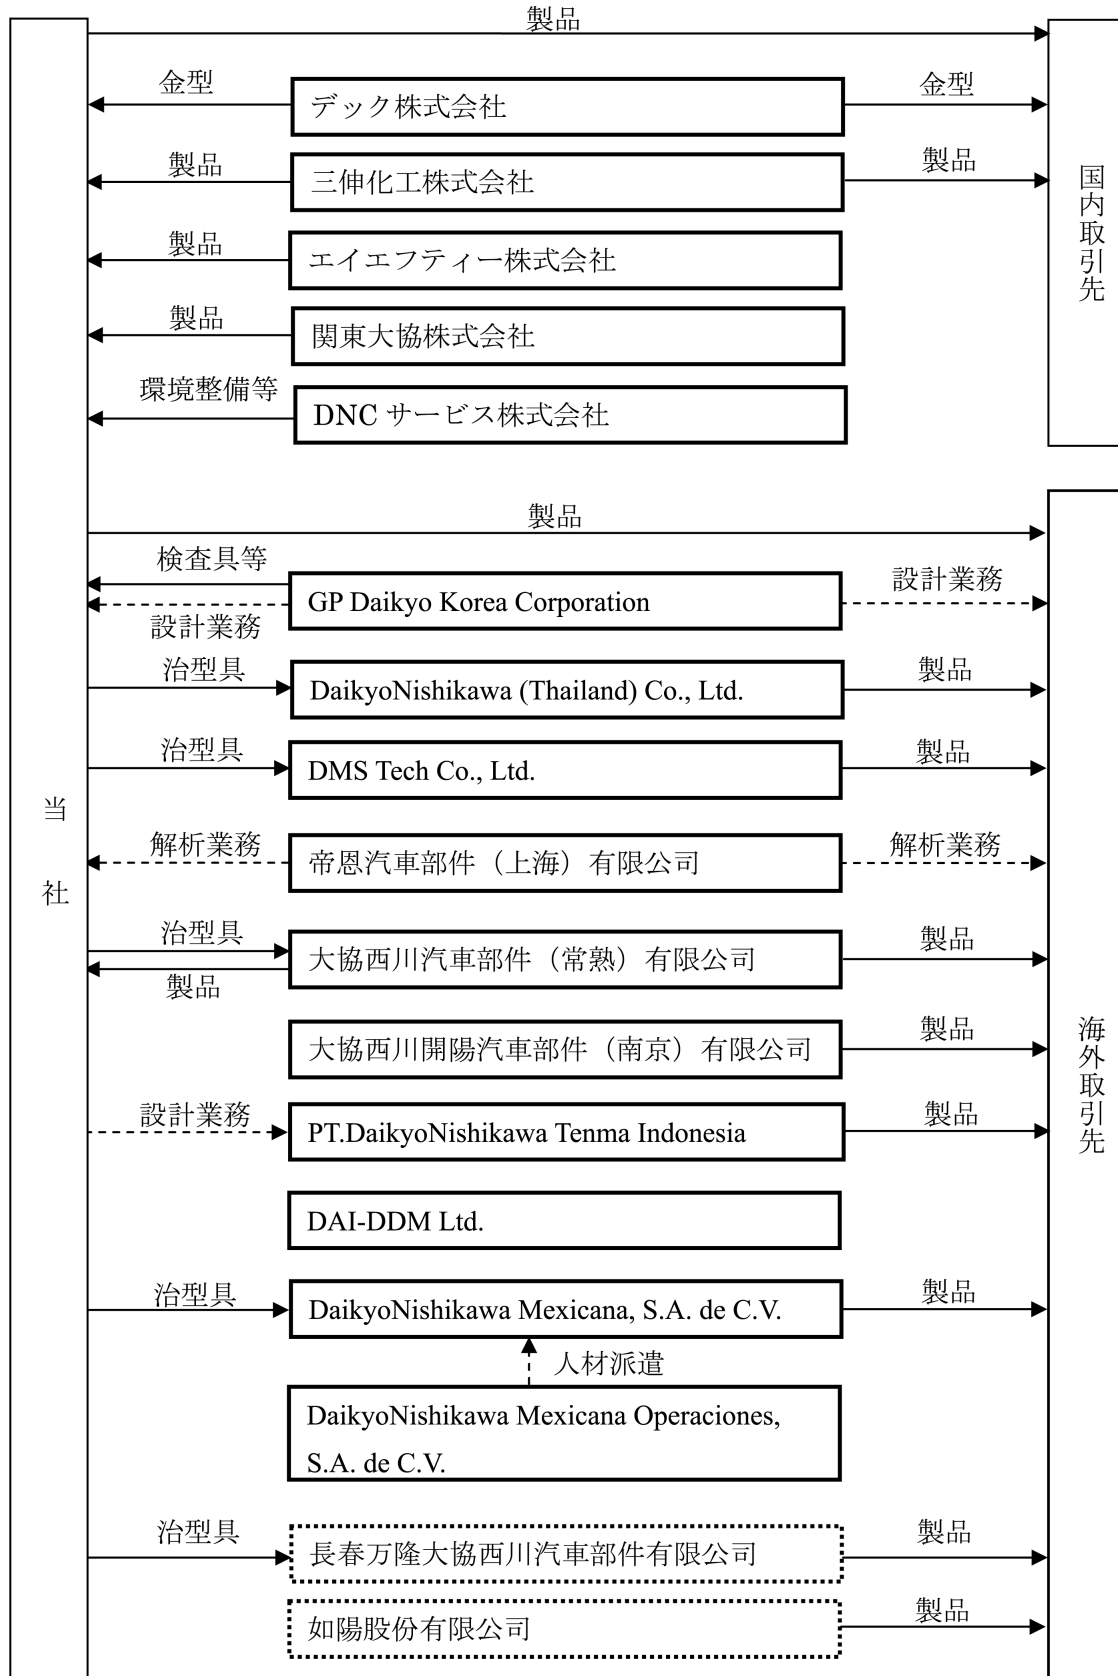 製品
金型
デック株式会社
金型
製品
三伸化工株式会社
製品
国内取引先
製品
エイエフティー株式会社
製品
関東大協株式会社
環境整備等
DNC サービス株式会社
製品
検査具等
GP Daikyo Korea Corporation
設計業務
設計業務
治型具
DaikyoNishikawa (Thailand) Co., Ltd.
製品
治型具
DMS Tech Co., Ltd.
製品
当社
解析業務
帝恩汽車部件（上海）有限公司
解析業務
治型具
大協西川汽車部件（常熟）有限公司
製品
製品
大協西川開陽汽車部件（南京）有限公司
製品
海外取引先
設計業務
PT.DaikyoNishikawa Tenma Indonesia
製品
DAI-DDM Ltd.
治型具
DaikyoNishikawa Mexicana, S.A. de C.V.
製品
人材派遣
DaikyoNishikawa Mexicana Operaciones,
S.A. de C.V.
治型具
長春万隆大協西川汽車部件有限公司
製品
如陽股份有限公司
製品